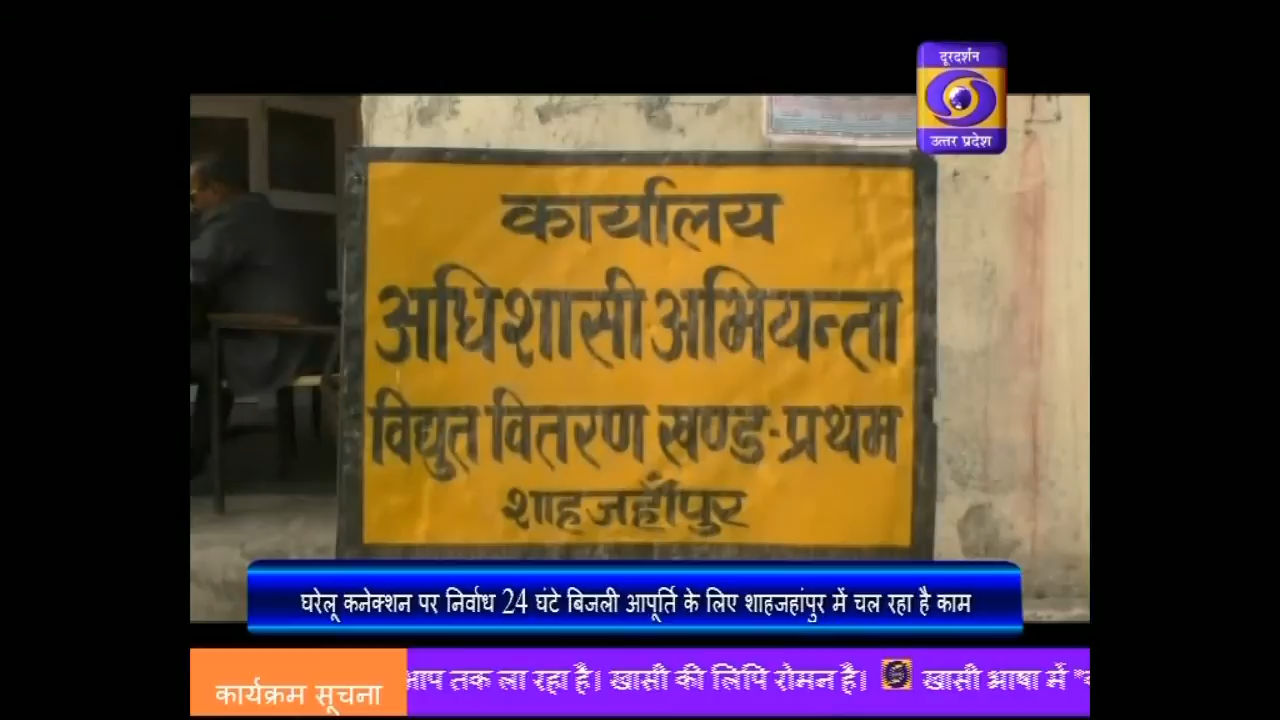 दूरदर्शन
उत्तर प्रदेश
कार्यालय
अधिशासी अभियन्ता
विद्युत वितरण खण्ड-प्रथम
शाहजहाँपुर
घरेलू कनेक्शन पर निर्वाध 24 घंटे बिजली आपूर्ति के लिए शाहजहांपुर में चल रहा है काम
कार्यक्रम सूचना
आप तक ला रहा है। खासी की लिपि रोमन है। खासी भाषा में